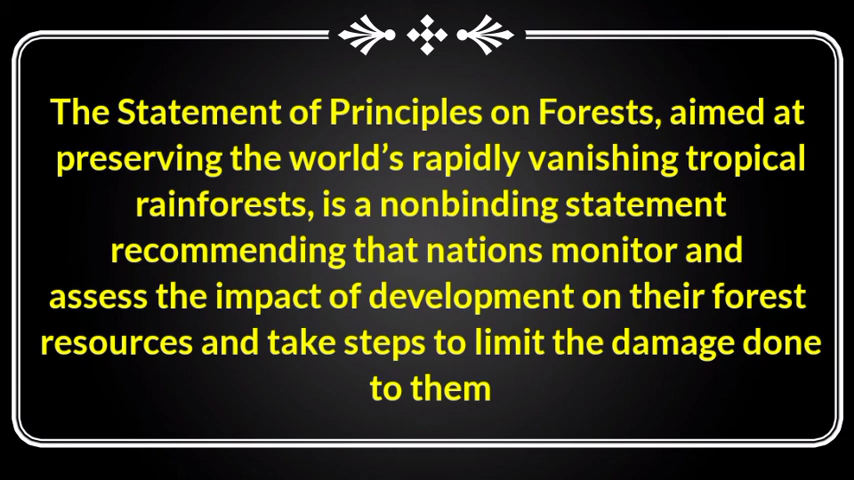 The Statement of Principles on Forests, aimed at
preserving the world’s rapidly vanishing tropical
rainforests, is a nonbinding statement
recommending that nations monitor and
assess the impact of development on their forest
resources and take steps to limit the damage done
to them